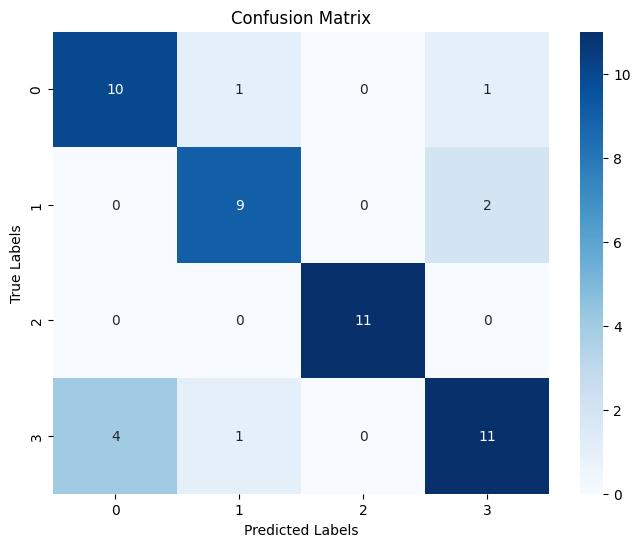 Confusion Matrix
True Labels
0 10 1 0 1
1 0 9 0 2
2 0 0 11 0
3 4 1 0 11
0 1 2 3
Predicted Labels
10
8
6
4
2
0